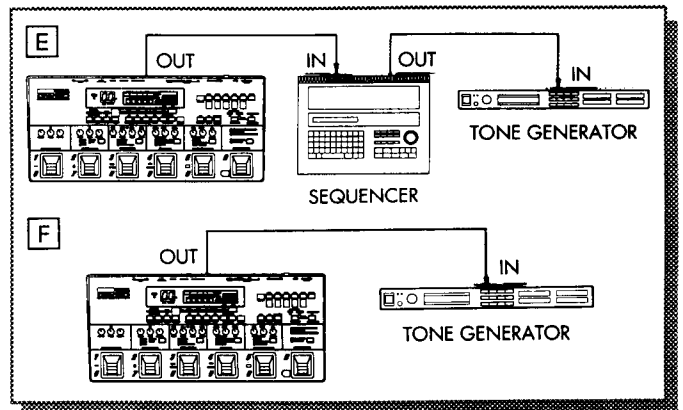 E
OUT
IN
OUT
IN
TONE GENERATOR
SEQUENCER
F
OUT
IN
TONE GENERATOR